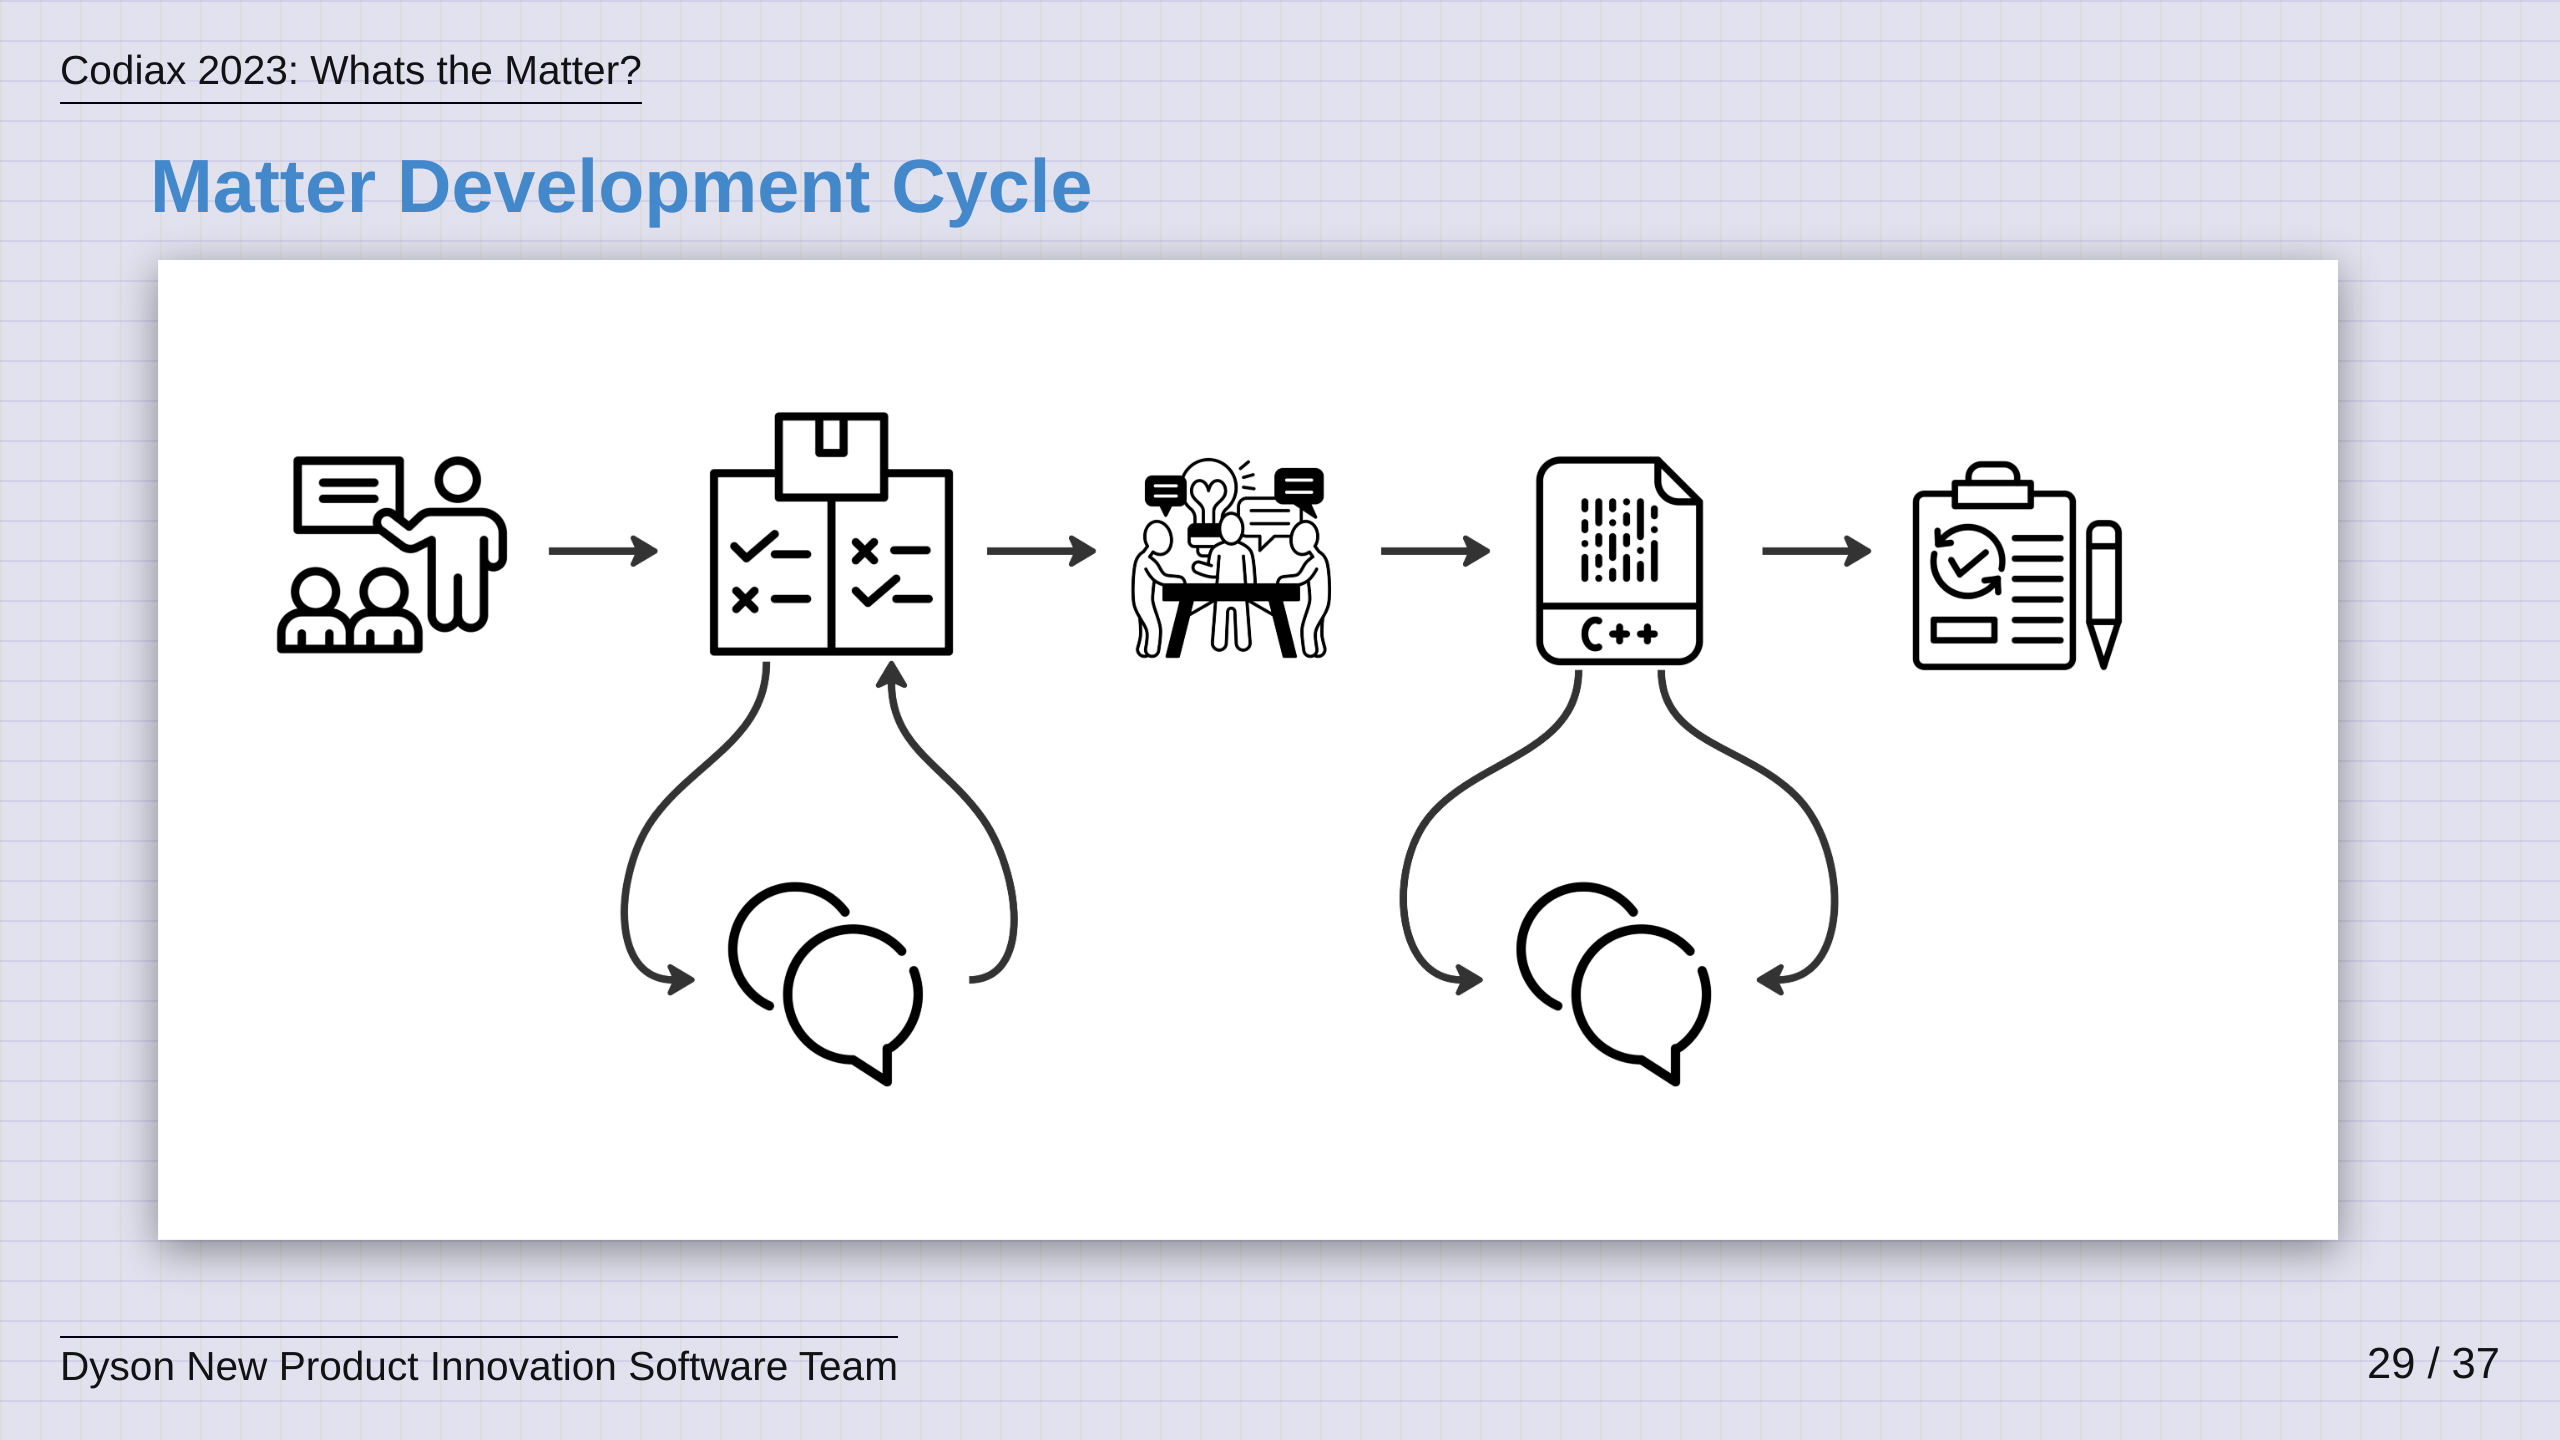 Codiax 2023: Whats the Matter?
Matter Development Cycle
C++
Dyson New Product Innovation Software Team
29 / 37